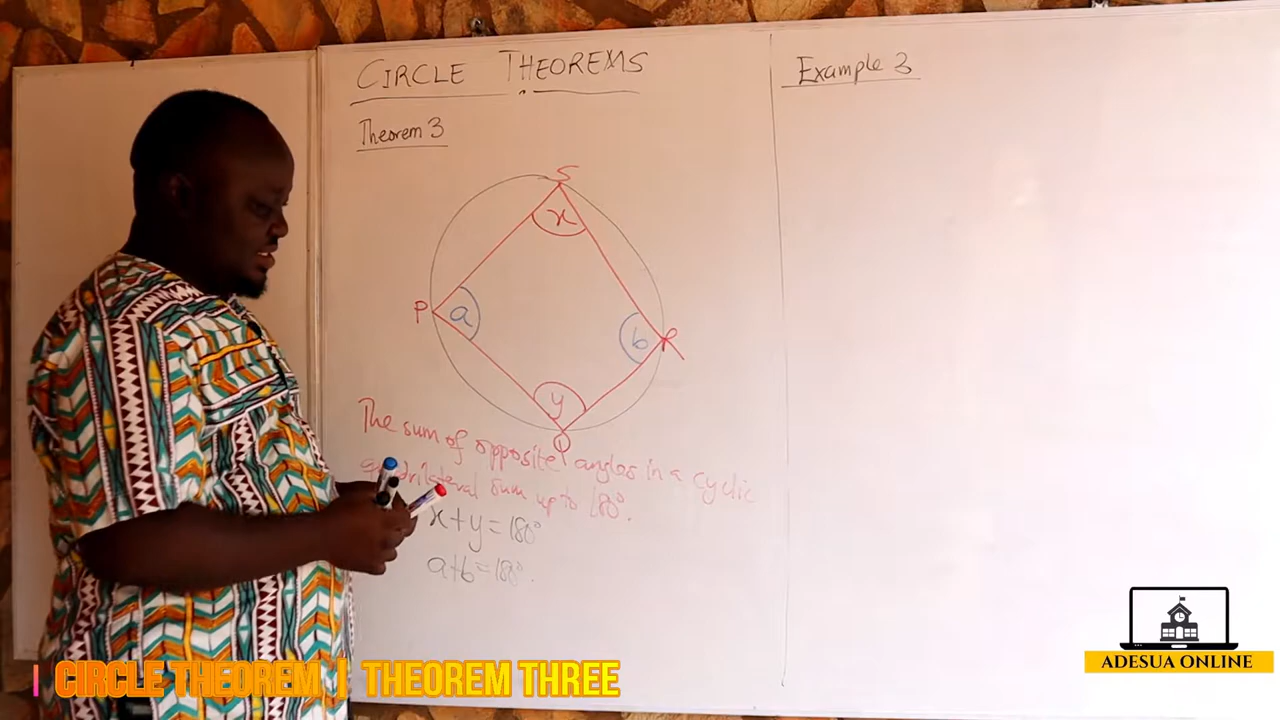 CIRCLE THEOREMS
Theorem 3
S
x
P
a
b
R
y
Q
The sum of opposite angles in a cyclic
quadrilateral sum up to 180°.
x+y=180°
a+b=180°.
Example 3
CIRCLE THEOREM | THEOREM THREE
ADESUA ONLINE